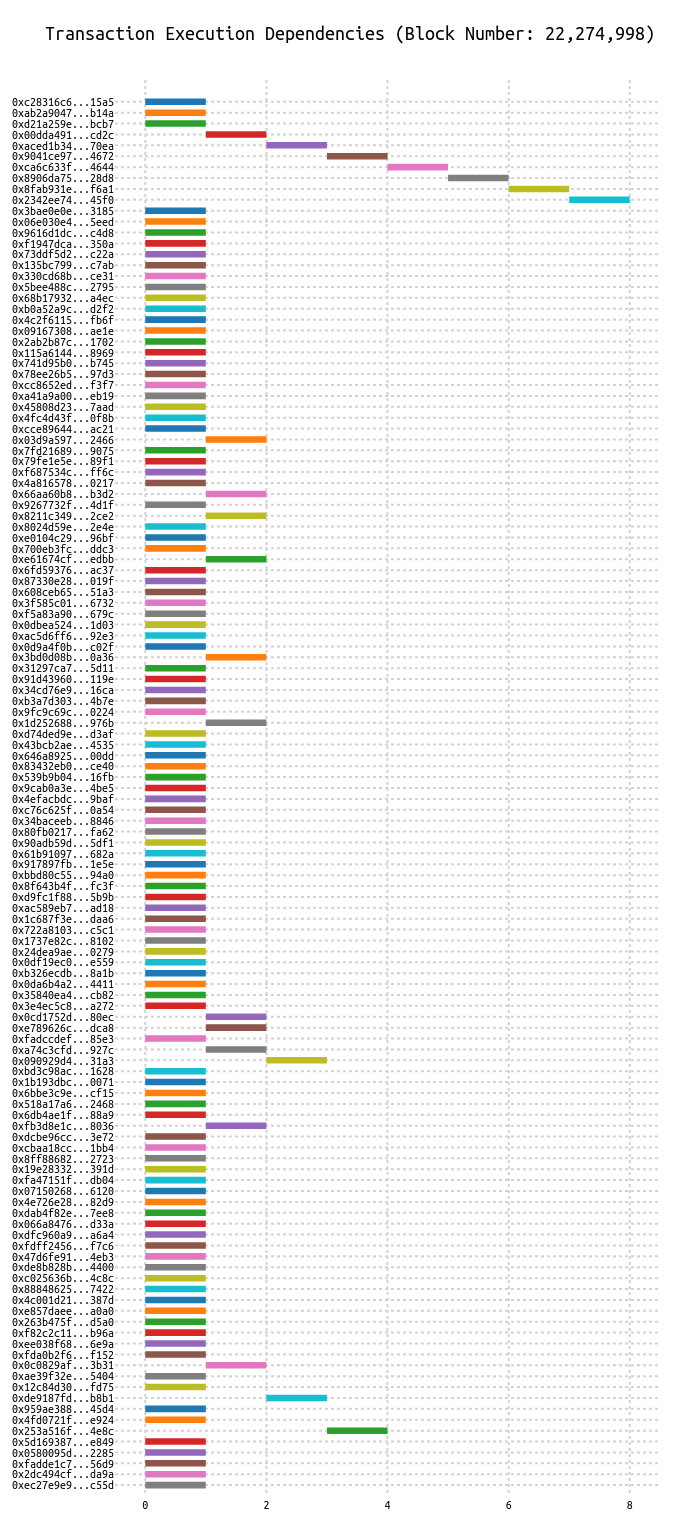 Transaction Execution Dependencies (Block Number: 22,274,998)
0xc28316c6...15a5
0xab2a9047...b14a
0xd21a259e...bcb7
0x00dda491...cd2c
0xaced1b34...70ea
0x9041ce97...4672
0xca6c633f...4644
0x8906da75...28d8
0x8fab931e...f6a1
0x2342ee74...45f0
0x3bae0e0e...3185
0x06e030e4...5eed
0x9616d1dc...c4d8
0xf1947dca...350a
0x73ddf5d2...c22a
0x135bc799...c7ab
0x330cd68b...ce31
0x5bee488c...2795
0x68b17932...a4ec
0xb0a52a9c...d2f2
0x4c2f6115...fb6f
0x09167308...ae1e
0x2ab2b87c...1702
0x115a6144...8969
0x741d95b0...b745
0x78ee26b5...97d3
0xcc8652ed...f3f7
0xa41a9a00...eb19
0x45808d23...7aad
0x4fc4d43f...0f8b
0xcce89644...ac21
0x03d9a597...2466
0x7fd21689...9075
0x79fe1e5e...89f1
0xf687534c...ff6c
0x4a816578...0217
0x66aa60b8...b3d2
0x9267732f...4d1f
0x8211c349...2ce2
0x8024d59e...2e4e
0xe0104c29...96bf
0x700eb3fc...ddc3
0xe61674cf...edbb
0x6fd59376...ac37
0x87330e28...019f
0x608ceb65...51a3
0x3f585c01...6732
0xf5a83a90...679c
0x0dbea524...1d03
0xac5d6ff6...92e3
0x0d9a4f0b...c02f
0x3bd0d08b...0a36
0x31297ca7...5d11
0x91d43960...119e
0x34cd76e9...16ca
0xb3a7d303...4b7e
0x9fc9c69c...0224
0x1d252688...976b
0xd74ded9e...d3af
0x43bcb2ae...4535
0x646a8925...00dd
0x83432eb0...ce40
0x539b9b04...16fb
0x9cab0a3e...4be5
0x4efacbdc...9baf
0xc76c625f...0a54
0x34baceeb...8846
0x80fb0217...fa62
0x90adb59d...5df1
0x61b91097...682a
0x917897fb...1e5e
0xbbd80c55...94a0
0x8f643b4f...fc3f
0xd9fc1f88...5b9b
0xac589eb7...ad18
0x1c687f3e...daa6
0x722a8103...c5c1
0x1737e82c...8102
0x24dea9ae...0279
0x0df19ec0...e559
0xb326ecdb...8a1b
0x0da6b4a2...4411
0x35840ea4...cb82
0x3e4ec5c8...a272
0x0cd1752d...80ec
0xe789626c...dca8
0xfadccdef...85e3
0xa74c3cfd...927c
0x090929d4...31a3
0xbd3c98ac...1628
0x1b193dbc...0071
0x6bbe3c9e...cf15
0x518a17a6...2468
0x6db4ae1f...88a9
0xfb3d8e1c...8036
0xdcbe96cc...3e72
0xcbaa18cc...1bb4
0x8ff88682...2723
0x19e28332...391d
0xfa47151f...db04
0x07150268...6120
0x4e726e28...82d9
0xdab4f82e...7ee8
0x066a8476...d33a
0xdfc960a9...a6a4
0xfdff2456...f7c6
0x47d6fe91...4eb3
0xde8b828b...4400
0xc025636b...4c8c
0x88848625...7422
0x4c001d21...387d
0xe857daee...a0a0
0x263b475f...d5a0
0xf82c2c11...b96a
0xee038f68...6e9a
0xfda0b2f6...f152
0x0c0829af...3b31
0xae39f32e...5404
0x12c84d30...fd75
0xde9187fd...b8b1
0x959ae388...45d4
0x4fd0721f...e924
0x253a516f...4e8c
0x5d169387...e849
0x0580095d...2285
0xfadde1c7...56d9
0x2dc494cf...da9a
0xec27e9e9...c55d
0 2 4 6 8